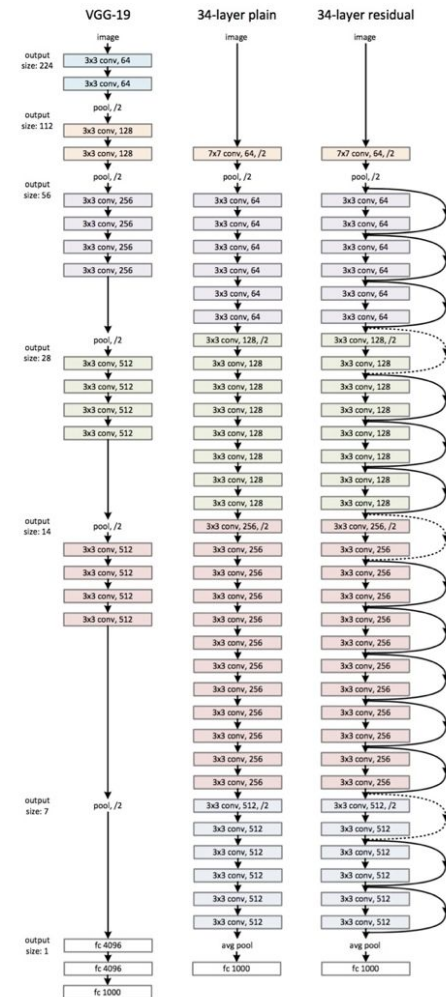 VGG-19
34-layer plain
34-layer residual
output
size: 224
image
3x3 conv, 64
3x3 conv, 64
pool, /2
output
size: 112
3x3 conv, 128
3x3 conv, 128
pool, /2
output
size: 56
3x3 conv, 256
3x3 conv, 256
3x3 conv, 256
3x3 conv, 256
pool, /2
output
size: 28
3x3 conv, 512
3x3 conv, 512
3x3 conv, 512
3x3 conv, 512
pool, /2
output
size: 14
3x3 conv, 512
3x3 conv, 512
3x3 conv, 512
3x3 conv, 512
output
size: 7
pool, /2
output
size: 1
fc 4096
fc 4096
fc 1000
image
7x7 conv, 64, /2
pool, /2
3x3 conv, 64
3x3 conv, 64
3x3 conv, 64
3x3 conv, 64
3x3 conv, 64
3x3 conv, 64
3x3 conv, 128, /2
3x3 conv, 128
3x3 conv, 128
3x3 conv, 128
3x3 conv, 128
3x3 conv, 128
3x3 conv, 128
3x3 conv, 128
3x3 conv, 256, /2
3x3 conv, 256
3x3 conv, 256
3x3 conv, 256
3x3 conv, 256
3x3 conv, 256
3x3 conv, 256
3x3 conv, 256
3x3 conv, 256
3x3 conv, 256
3x3 conv, 256
3x3 conv, 256
3x3 conv, 512, /2
3x3 conv, 512
3x3 conv, 512
3x3 conv, 512
3x3 conv, 512
3x3 conv, 512
avg pool
fc 1000
image
7x7 conv, 64, /2
pool, /2
3x3 conv, 64
3x3 conv, 64
3x3 conv, 64
3x3 conv, 64
3x3 conv, 64
3x3 conv, 64
3x3 conv, 128, /2
3x3 conv, 128
3x3 conv, 128
3x3 conv, 128
3x3 conv, 128
3x3 conv, 128
3x3 conv, 128
3x3 conv, 128
3x3 conv, 256, /2
3x3 conv, 256
3x3 conv, 256
3x3 conv, 256
3x3 conv, 256
3x3 conv, 256
3x3 conv, 256
3x3 conv, 256
3x3 conv, 256
3x3 conv, 256
3x3 conv, 256
3x3 conv, 256
3x3 conv, 512, /2
3x3 conv, 512
3x3 conv, 512
3x3 conv, 512
3x3 conv, 512
3x3 conv, 512
avg pool
fc 1000